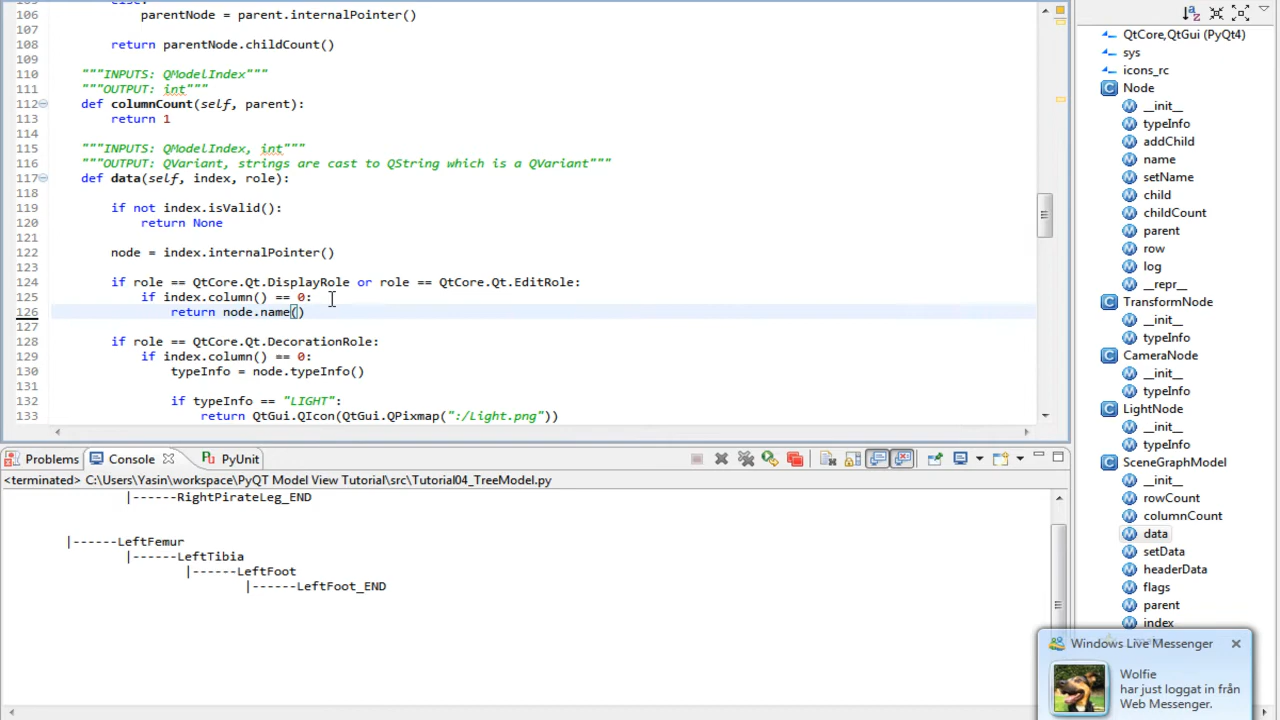 106 parentNode = parent.internalPointer()
107
108 return parentNode.childCount()
109
110 """INPUTS: QModelIndex"""
111 """OUTPUT: int"""
112 def columnCount(self, parent):
113 return 1
114
115 """INPUTS: QModelIndex, int"""
116 """OUTPUT: QVariant, strings are cast to QString which is a QVariant"""
117 def data(self, index, role):
118
119 if not index.isValid():
120 return None
121
122 node = index.internalPointer()
123
124 if role == QtCore.Qt.DisplayRole or role == QtCore.Qt.EditRole:
125 if index.column() == 0:
126 return node.name()
127
128 if role == QtCore.Qt.DecorationRole:
129 if index.column() == 0:
130 typeInfo = node.typeInfo()
131
132 if typeInfo == "LIGHT":
133 return QtGui.QIcon(QtGui.QPixmap(":/Light.png"))
QtCore,QtGui (PyQt4)
sys
icons_rc
Node
__init__
typeInfo
addChild
name
setName
child
childCount
parent
row
log
__repr__
TransformNode
__init__
typeInfo
CameraNode
__init__
typeInfo
LightNode
__init__
typeInfo
SceneGraphModel
__init__
rowCount
columnCount
data
setData
headerData
flags
parent
index
Problems Console PyUnit
<terminated> C:\Users\Yasin\workspace\PyQT Model View Tutorial\src\Tutorial04_TreeModel.py
|------RightPirateLeg_END
|------LeftFemur
|------LeftTibia
|------LeftFoot
|------LeftFoot_END
Windows Live Messenger
Wolfie
har just loggat in från
Web Messenger.